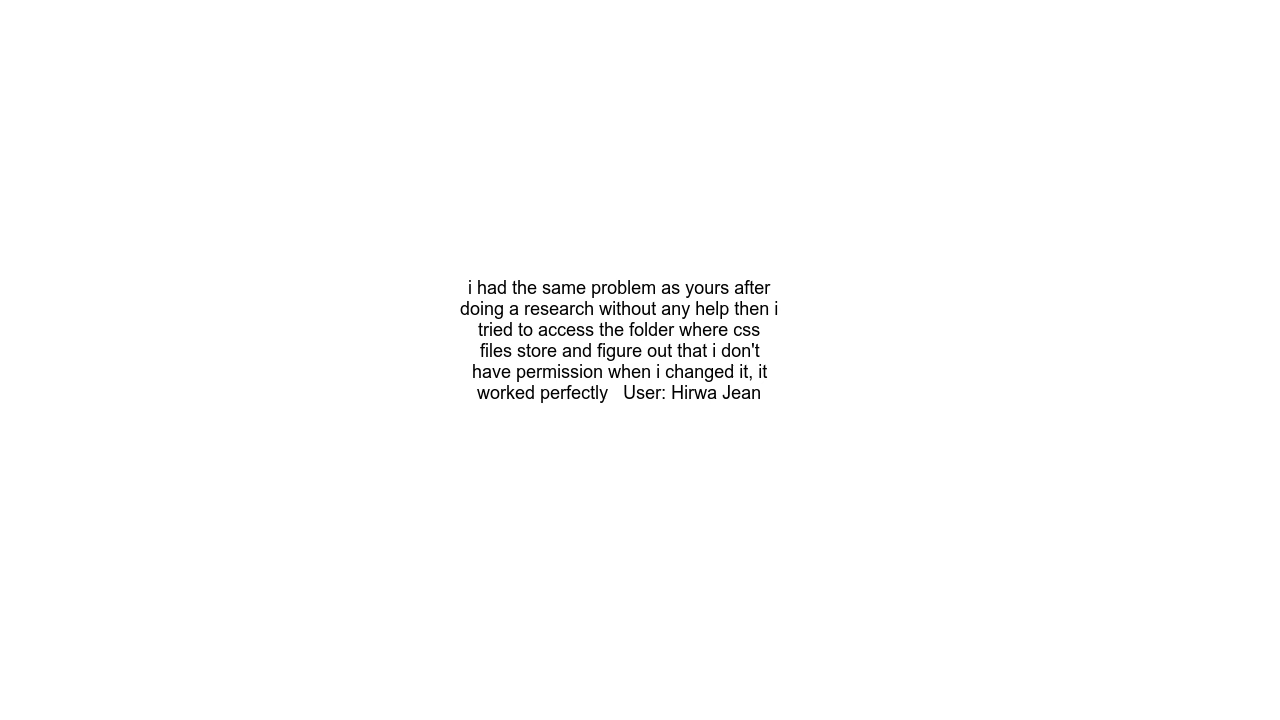 i had the same problem as yours after
doing a research without any help then i
tried to access the folder where css
files store and figure out that i don't
have permission when i changed it, it
worked perfectly   User: Hirwa Jean